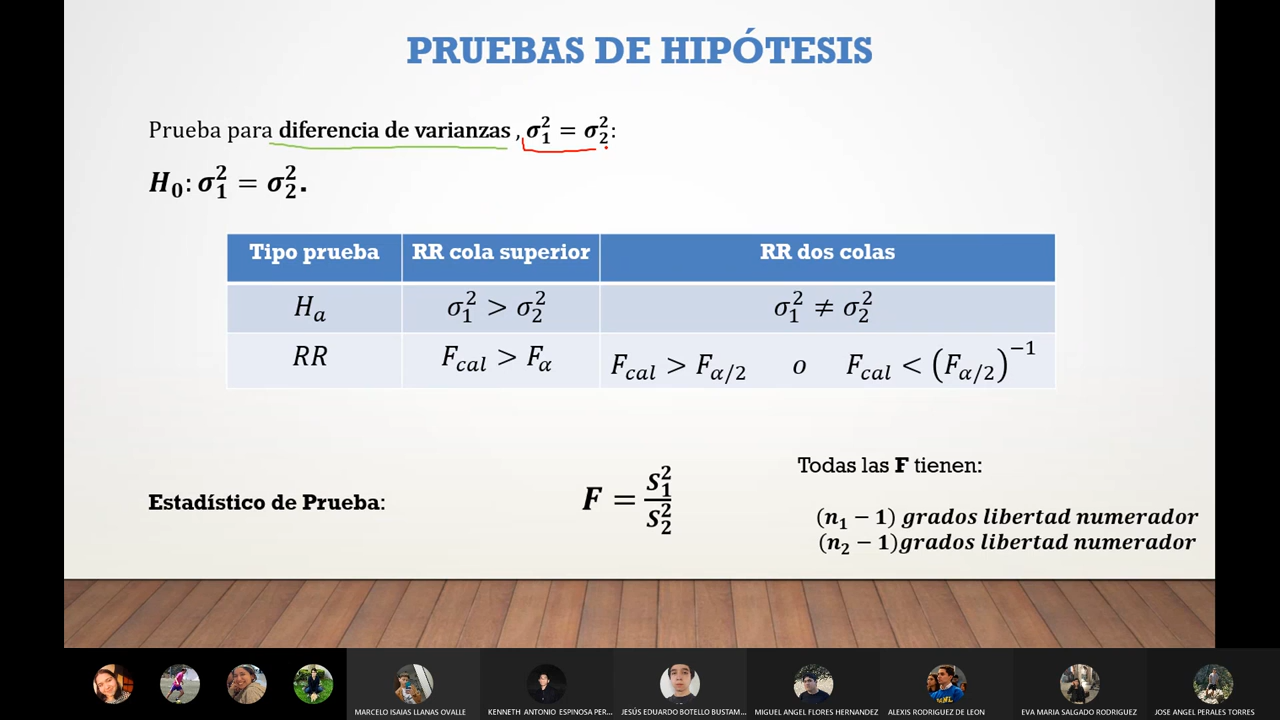 PRUEBAS DE HIPÓTESIS
Prueba para diferencia de varianzas , σ₁² = σ₂²:
H₀: σ₁² = σ₂².
Tipo prueba RR cola superior RR dos colas
Hₐ σ₁² > σ₂² σ₁² ≠ σ₂²
RR F_cal > F_α F_cal > F_α/2 o F_cal < (F_α/2)⁻¹
Todas las F tienen:
Estadístico de Prueba: F = S₁²/S₂²
(n₁ − 1) grados libertad numerador
(n₂ − 1)grados libertad numerador
MARCELO ISAIAS LLANAS OVALLE
KENNETH ANTONIO ESPINOSA PER...
JESÚS EDUARDO BOTELLO BUSTAM...
MIGUEL ANGEL FLORES HERNANDEZ
ALEXIS RODRIGUEZ DE LEON
EVA MARIA SALGADO RODRIGUEZ
JOSE ANGEL PERALES TORRES